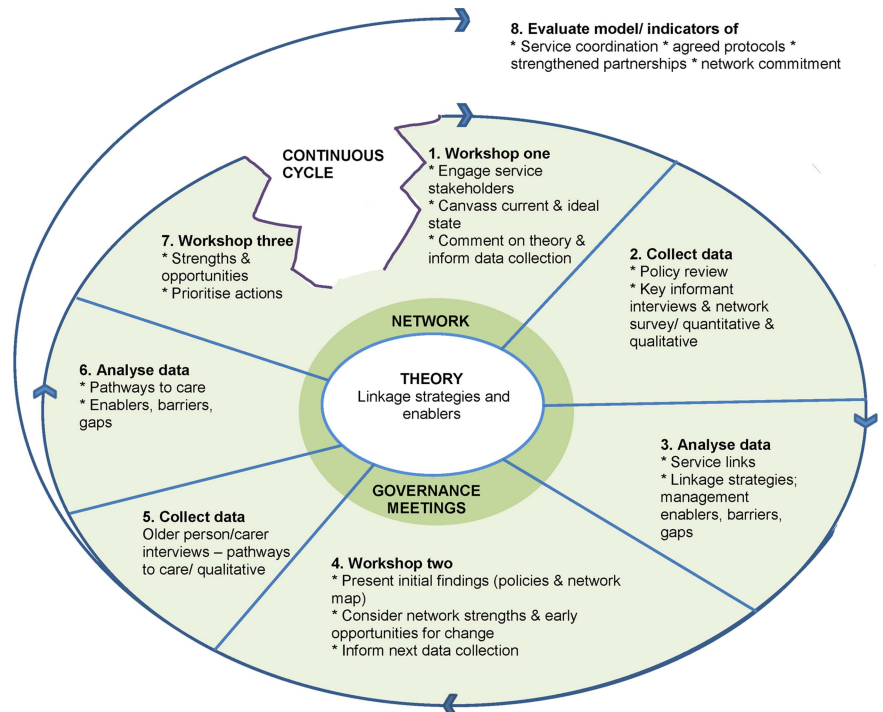 8. Evaluate model/ indicators of
* Service coordination * agreed protocols *
strengthened partnerships * network commitment
CONTINUOUS
CYCLE
1. Workshop one
* Engage service
stakeholders
* Canvass current & ideal
state
* Comment on theory &
inform data collection
2. Collect data
* Policy review
* Key informant
interviews & network
survey/ quantitative &
qualitative
3. Analyse data
* Service links
* Linkage strategies;
management
enablers, barriers,
gaps
4. Workshop two
* Present initial findings (policies & network
map)
* Consider network strengths & early
opportunities for change
* Inform next data collection
5. Collect data
Older person/carer
interviews – pathways
to care/ qualitative
6. Analyse data
* Pathways to care
* Enablers, barriers,
gaps
7. Workshop three
* Strengths &
opportunities
* Prioritise actions
NETWORK
THEORY
Linkage strategies and
enablers
GOVERNANCE
MEETINGS